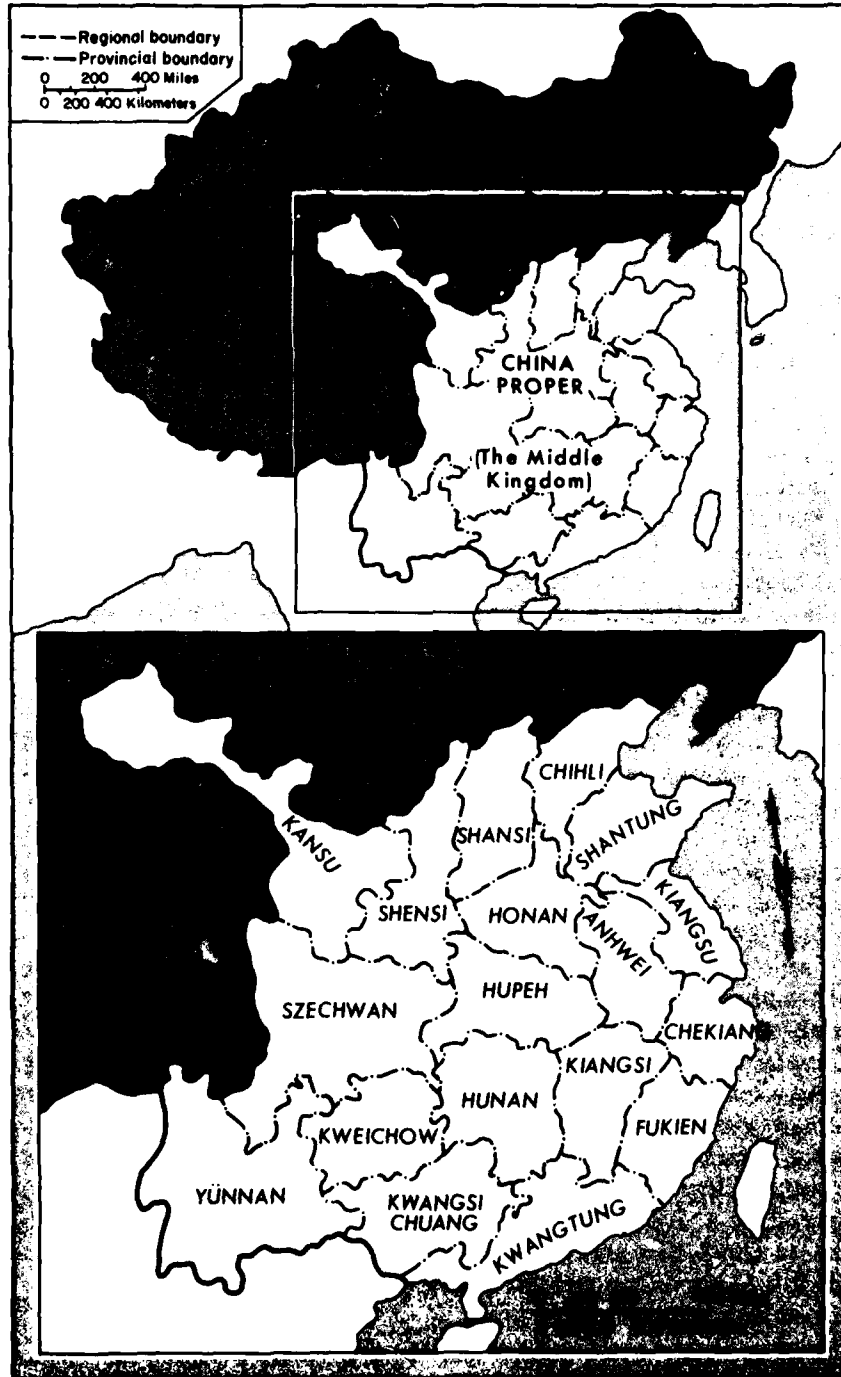 Regional boundary
Provincial boundary
0 200 400 Miles
0 200 400 Kilometers
CHINA
PROPER
(The Middle
Kingdom)
CHIHLI
SHANSI
SHANTUNG
KANSU
SHENSI
HONAN
KIANGSU
ANHWEI
SZECHWAN
HUPEH
CHEKIANG
KIANGSI
HUNAN
FUKIEN
KWEICHOW
YÜNNAN
KWANGSI
CHUANG
KWANGTUNG